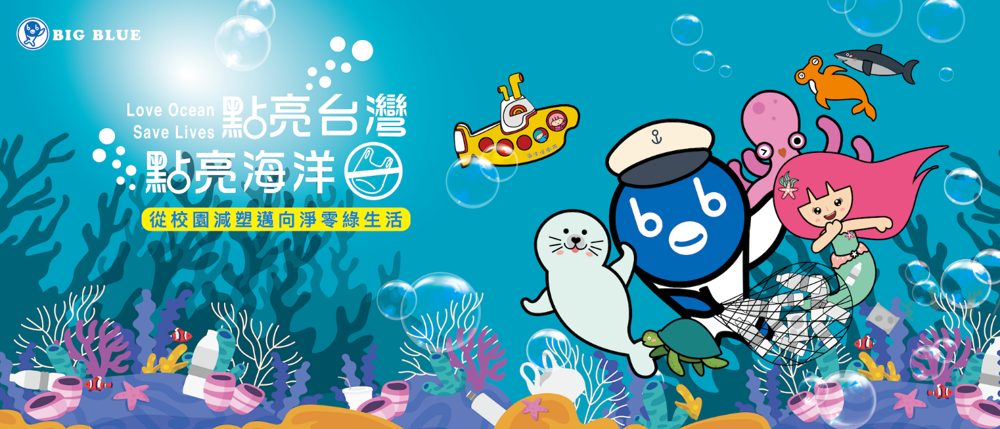 BIG BLUE
Love Ocean
Save Lives
點亮台灣
點亮海洋
從校園減塑邁向淨零綠生活